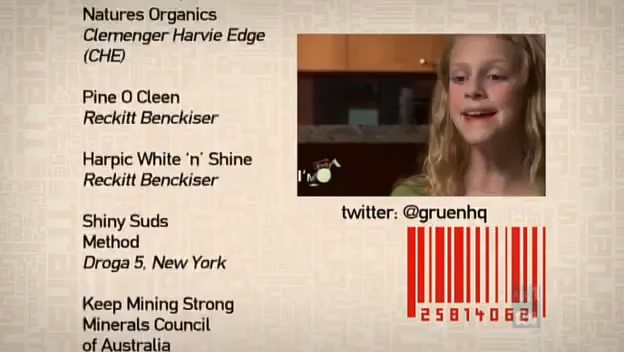 Natures Organics
Clemenger Harvie Edge
(CHE)
Pine O Cleen
Reckitt Benckiser
Harpic White 'n' Shine
Reckitt Benckiser
Shiny Suds
Method
Droga 5, New York
Keep Mining Strong
Minerals Council
of Australia
I'M
twitter: @gruenhq
25814062